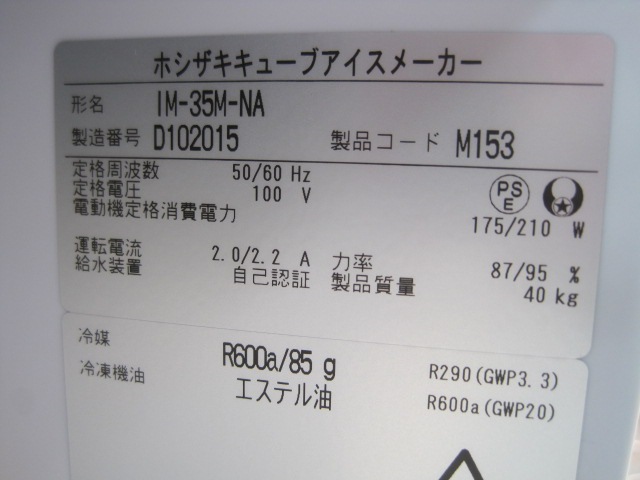 ホシザキキューブアイスメーカー
形名 IM-35M-NA
製造番号 D102015 製品コード M153
定格周波数 50/60 Hz
定格電圧 100 V
PS E
電動機定格消費電力 175/210 W
運転電流 2.0/2.2 A 力率 87/95 %
給水装置 自己認証 製品質量 40 kg
冷媒 R600a/85 g R290(GWP3.3)
冷凍機油 エステル油 R600a(GWP20)